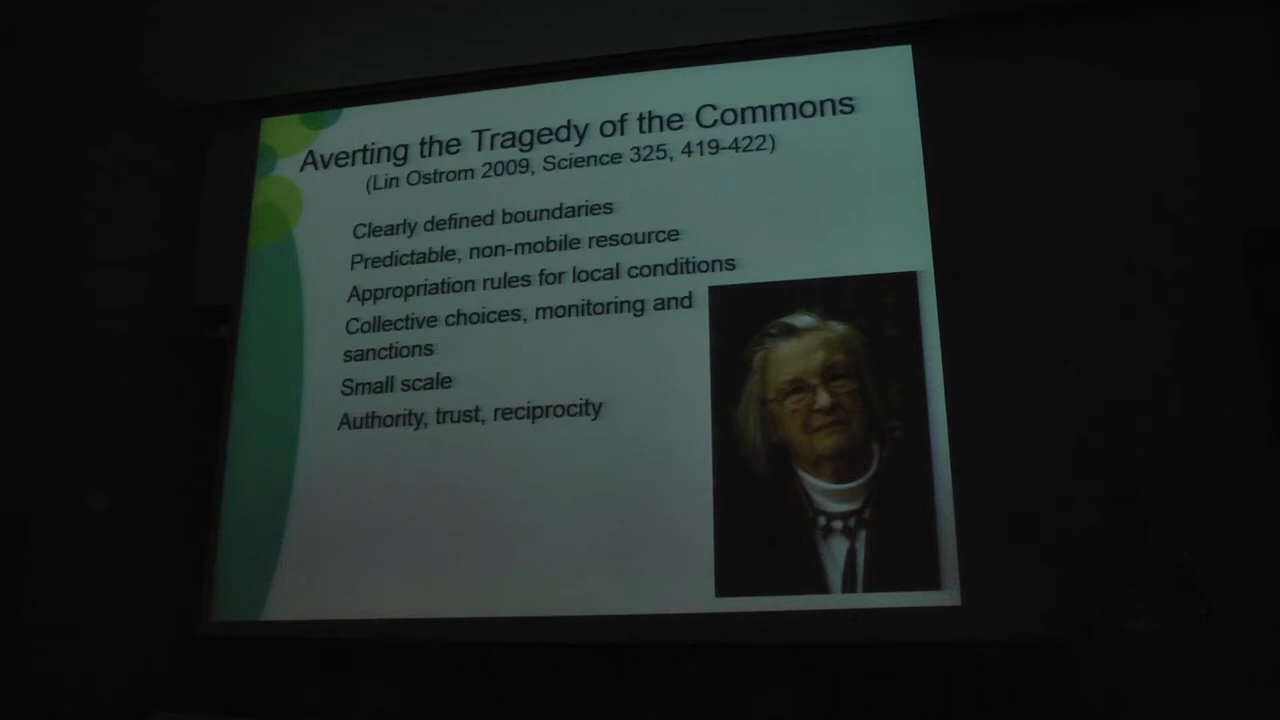 Averting the Tragedy of the Commons
(Lin Ostrom 2009, Science 325, 419-422)
Clearly defined boundaries
Predictable, non-mobile resource
Appropriation rules for local conditions
Collective choices, monitoring and
sanctions
Small scale
Authority, trust, reciprocity